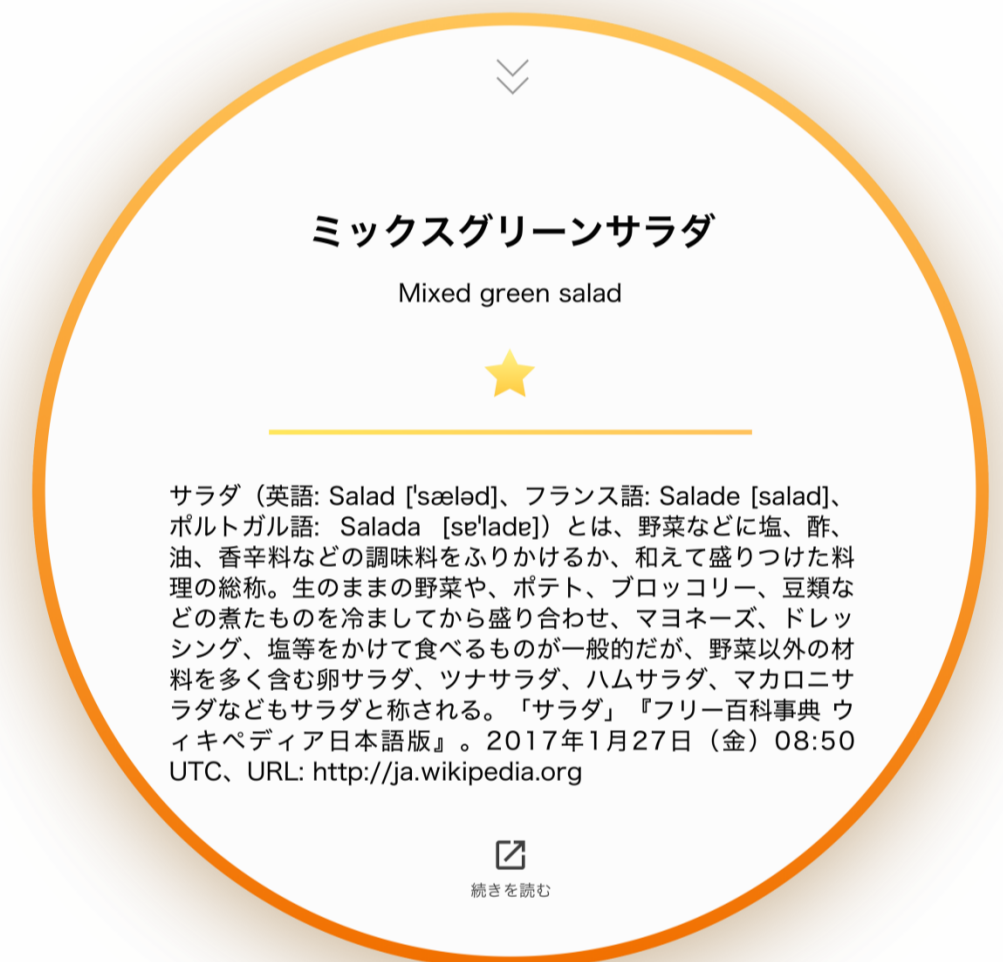 ミックスグリーンサラダ
Mixed green salad
サラダ（英語: Salad [ˈsæləd]、フランス語: Salade [salad]、
ポルトガル語: Salada [sɐˈladɐ]）とは、野菜などに塩、酢、
油、香辛料などの調味料をふりかけるか、和えて盛りつけた料
理の総称。生のままの野菜や、ポテト、ブロッコリー、豆類な
どの煮たものを冷ましてから盛り合わせ、マヨネーズ、ドレッ
シング、塩等をかけて食べるものが一般的だが、野菜以外の材
料を多く含む卵サラダ、ツナサラダ、ハムサラダ、マカロニサ
ラダなどもサラダと称される。「サラダ」『フリー百科事典 ウ
ィキペディア日本語版』。2017年1月27日（金）08:50
UTC、URL: http://ja.wikipedia.org
続きを読む